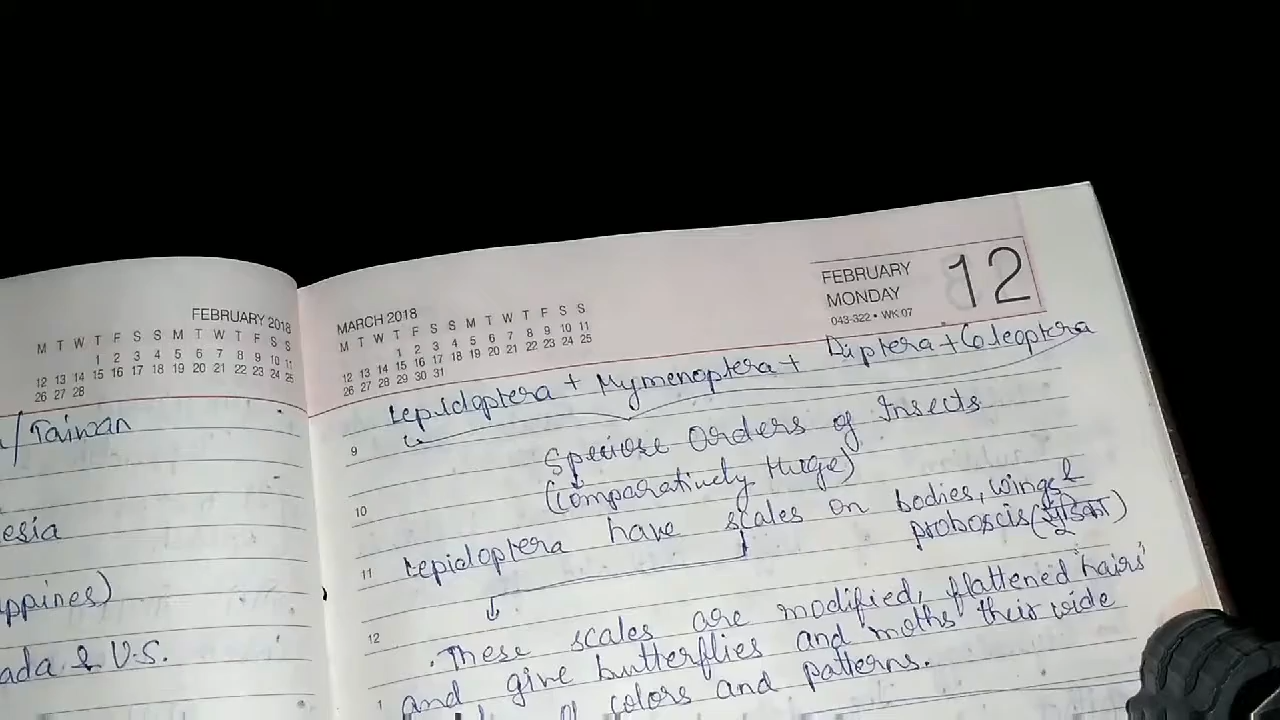 FEBRUARY 2018
M T W T F S S M T W T F S S
1 2 3 4 5 6 7 8 9 10 11
12 13 14 15 16 17 18 19 20 21 22 23 24 25
26 27 28
/Taiwan
esia
ppines)
ada & U.S.
MARCH 2018
M T W T F S S M T W T F S S
1 2 3 4 5 6 7 8 9 10 11
12 13 14 15 16 17 18 19 20 21 22 23 24 25
26 27 28 29 30 31
FEBRUARY
MONDAY
12
043-322 • WK 07
Lepidoptera + Hymenoptera + Diptera + Coleoptera
9
Speciose Orders of Insects
(Comparatively Huge)
10
Lepidoptera have scales on bodies, wings &
proboscis
11
12
These scales are modified, flattened 'hairs'
and give butterflies and moths their wide
1
of colors and patterns.